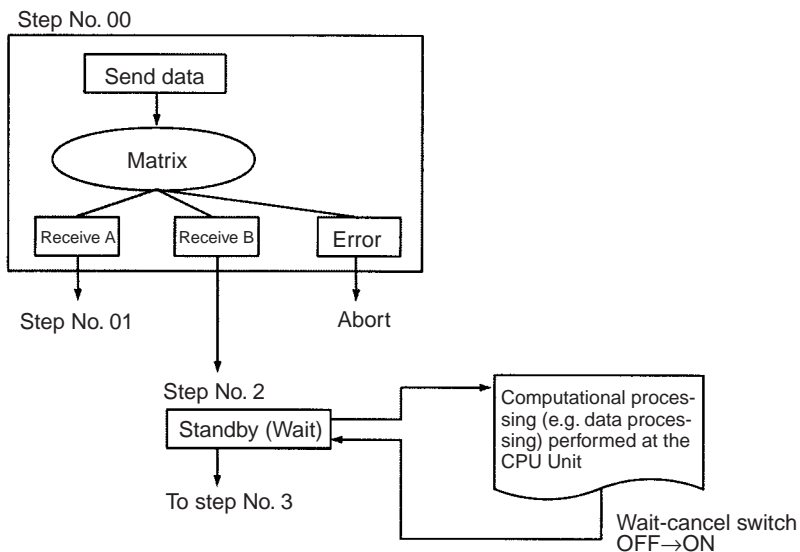 Step No. 00
Send data
Matrix
Receive A
Receive B
Error
Step No. 01
Abort
Step No. 2
Standby (Wait)
To step No. 3
Computational proces-
sing (e.g. data proces-
sing) performed at the
CPU Unit
Wait-cancel switch
OFF→ON